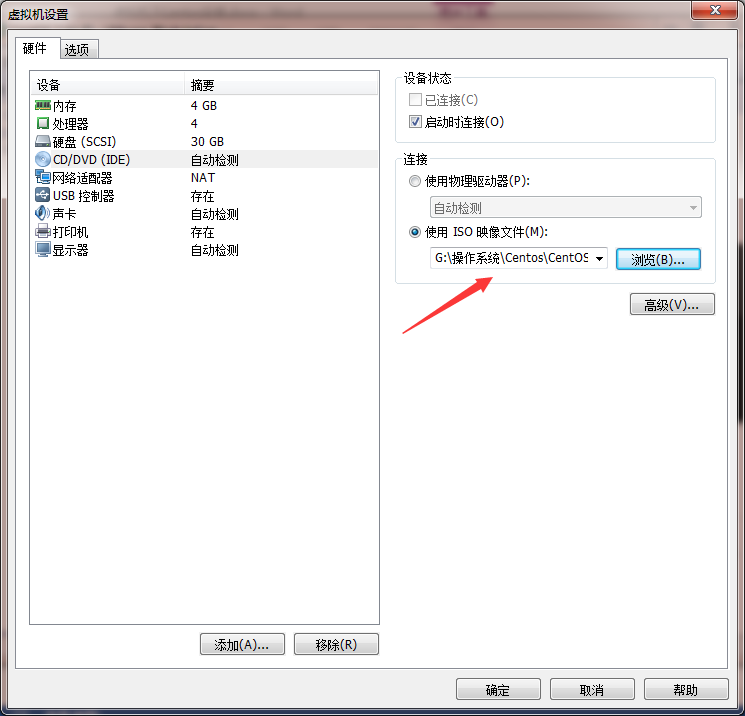 虚拟机设置
硬件 选项
设备 摘要
内存 4 GB
处理器 4
硬盘 (SCSI) 30 GB
CD/DVD (IDE) 自动检测
网络适配器 NAT
USB 控制器 存在
声卡 自动检测
打印机 存在
显示器 自动检测
添加(A)... 移除(R)
设备状态
已连接(C)
启动时连接(O)
连接
使用物理驱动器(P):
自动检测
使用 ISO 映像文件(M):
G:\操作系统\Centos\CentOS 浏览(B)...
高级(V)...
确定 取消 帮助